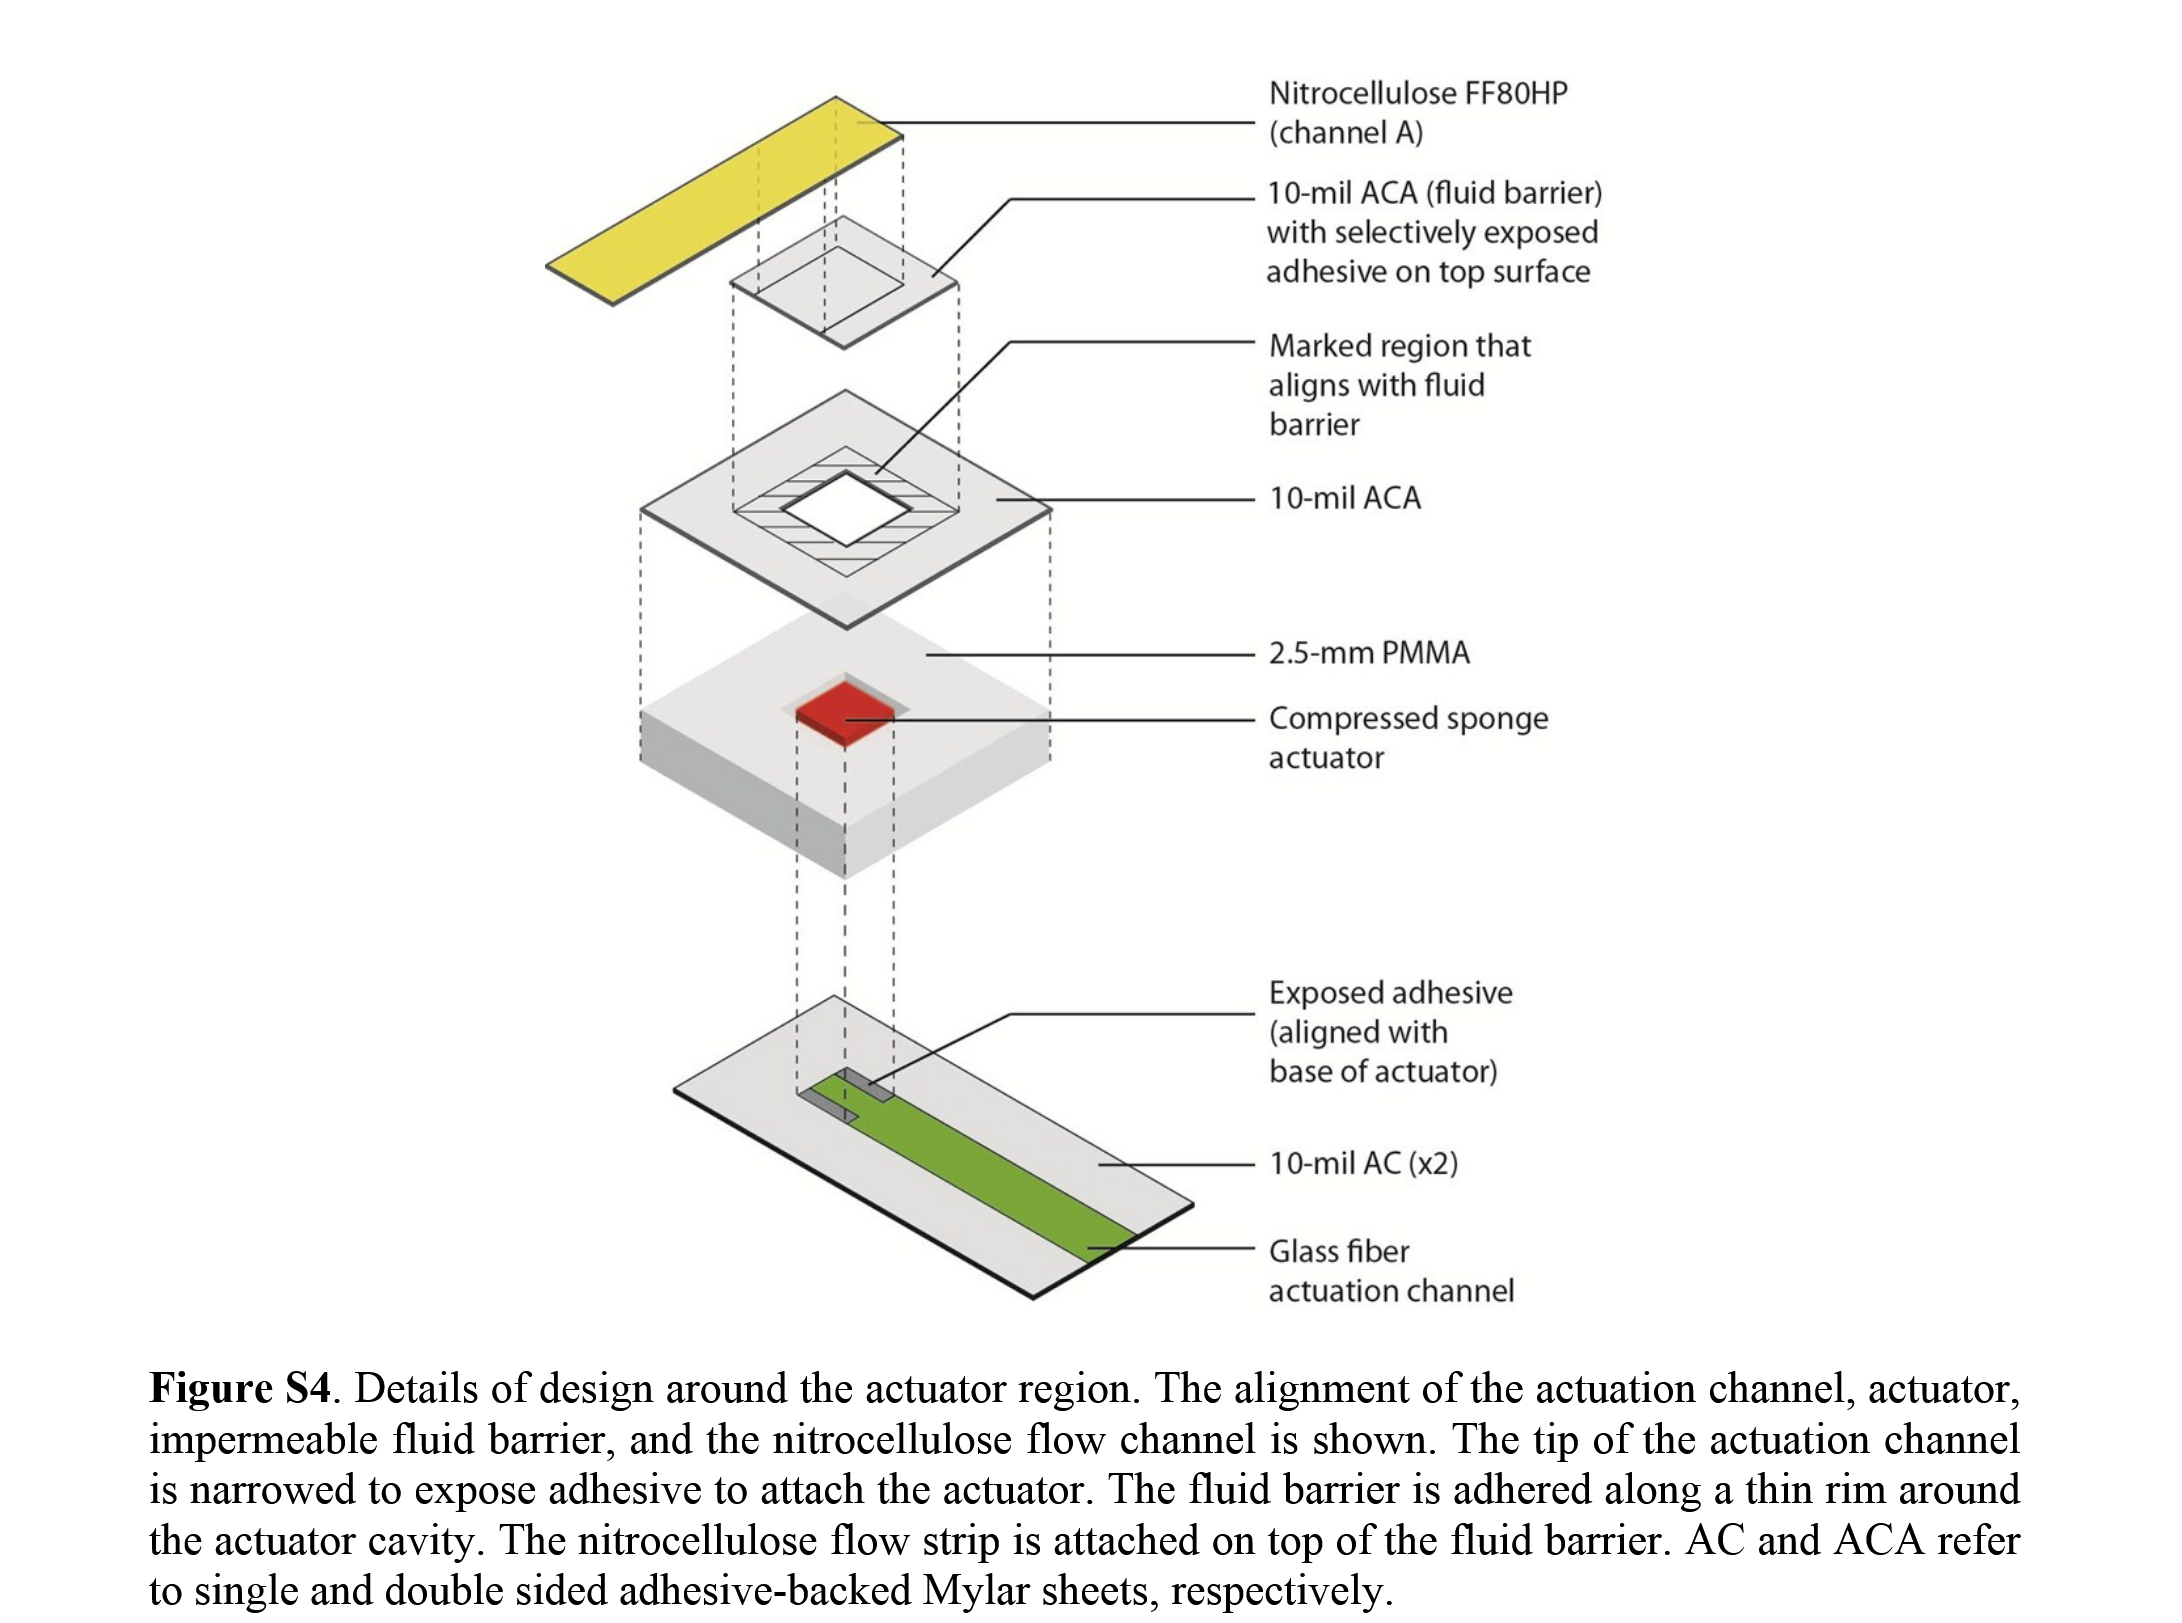 Nitrocellulose FF80HP
(channel A)
10-mil ACA (fluid barrier)
with selectively exposed
adhesive on top surface
Marked region that
aligns with fluid
barrier
10-mil ACA
2.5-mm PMMA
Compressed sponge
actuator
Exposed adhesive
(aligned with
base of actuator)
10-mil AC (x2)
Glass fiber
actuation channel
Figure S4. Details of design around the actuator region. The alignment of the actuation channel, actuator,
impermeable fluid barrier, and the nitrocellulose flow channel is shown. The tip of the actuation channel
is narrowed to expose adhesive to attach the actuator. The fluid barrier is adhered along a thin rim around
the actuator cavity. The nitrocellulose flow strip is attached on top of the fluid barrier. AC and ACA refer
to single and double sided adhesive-backed Mylar sheets, respectively.